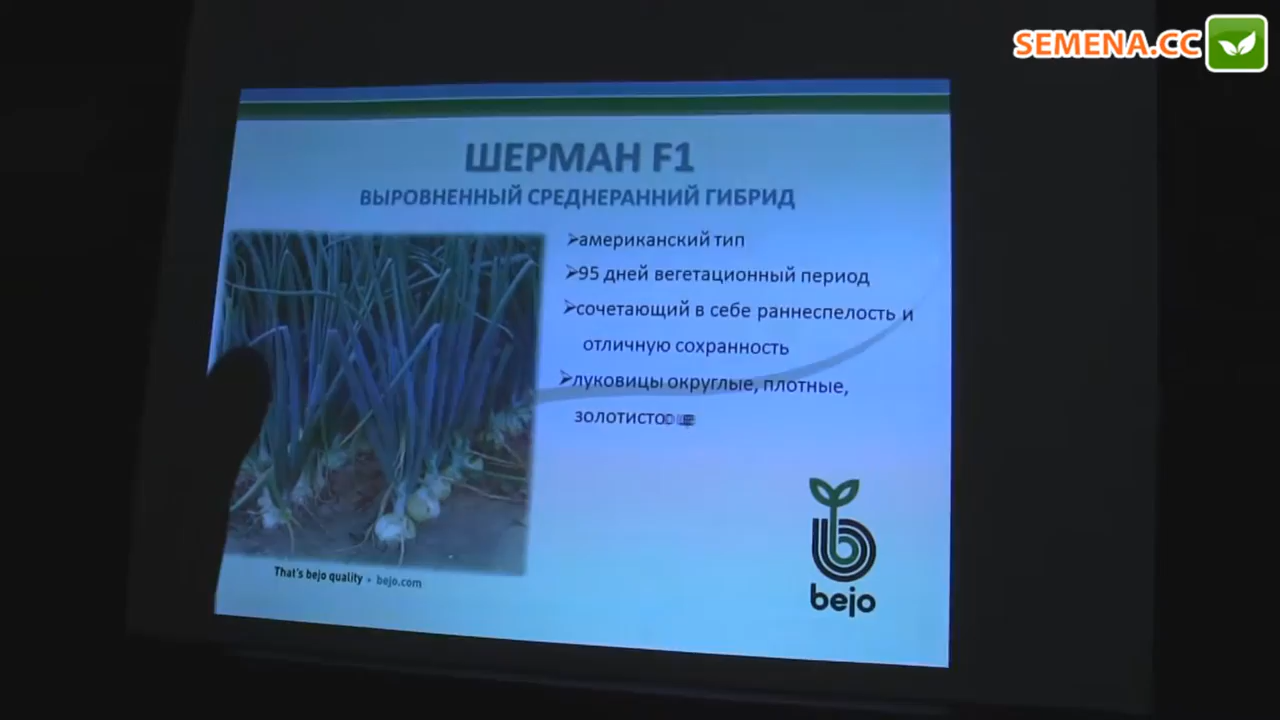 SEMENA.CC
ШЕРМАН F1
ВЫРОВНЕННЫЙ СРЕДНЕРАННИЙ ГИБРИД
➢американский тип
➢95 дней вегетационный период
➢сочетающий в себе раннеспелость и
отличную сохранность
➢луковицы округлые, плотные,
That's bejo quality • bejo.com
b
bejo